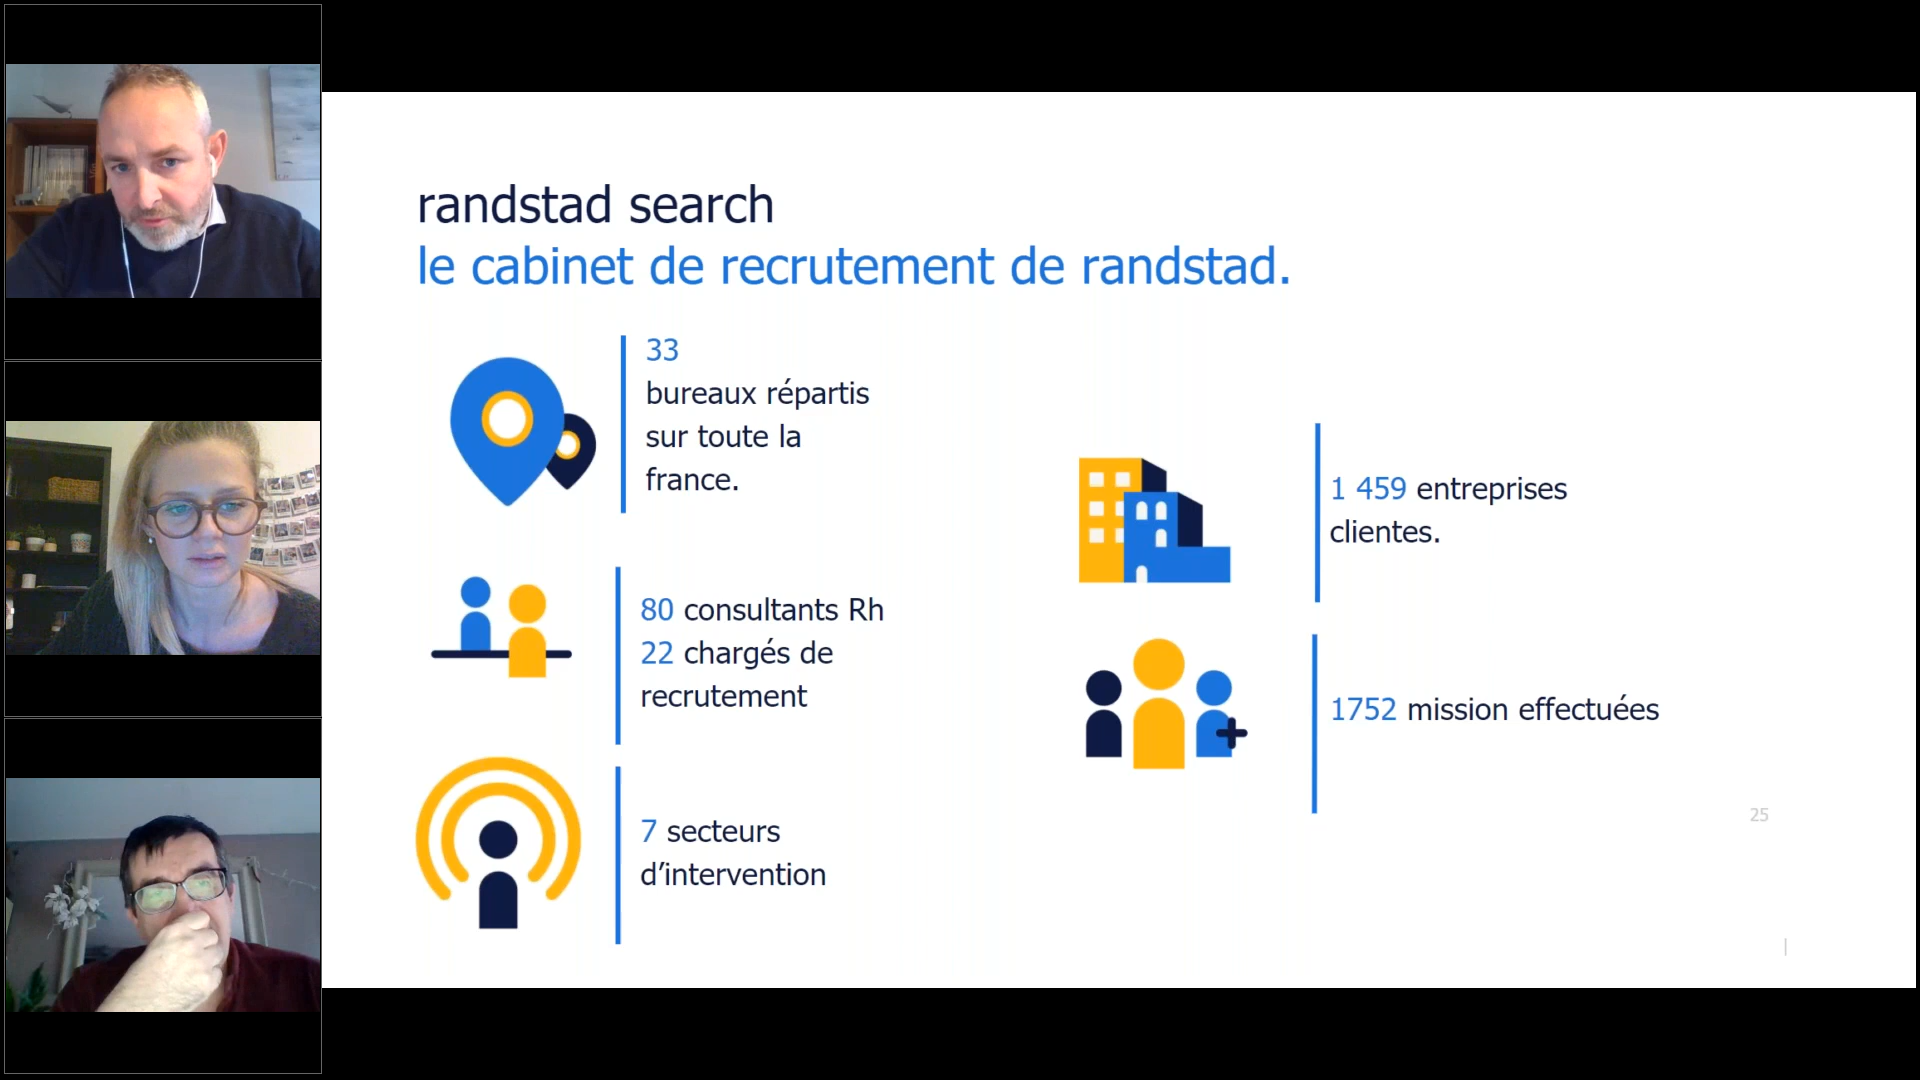 randstad search
le cabinet de recrutement de randstad.
33
bureaux répartis
sur toute la
france.
80 consultants Rh
22 chargés de
recrutement
7 secteurs
d’intervention
1 459 entreprises
clientes.
1752 mission effectuées
25